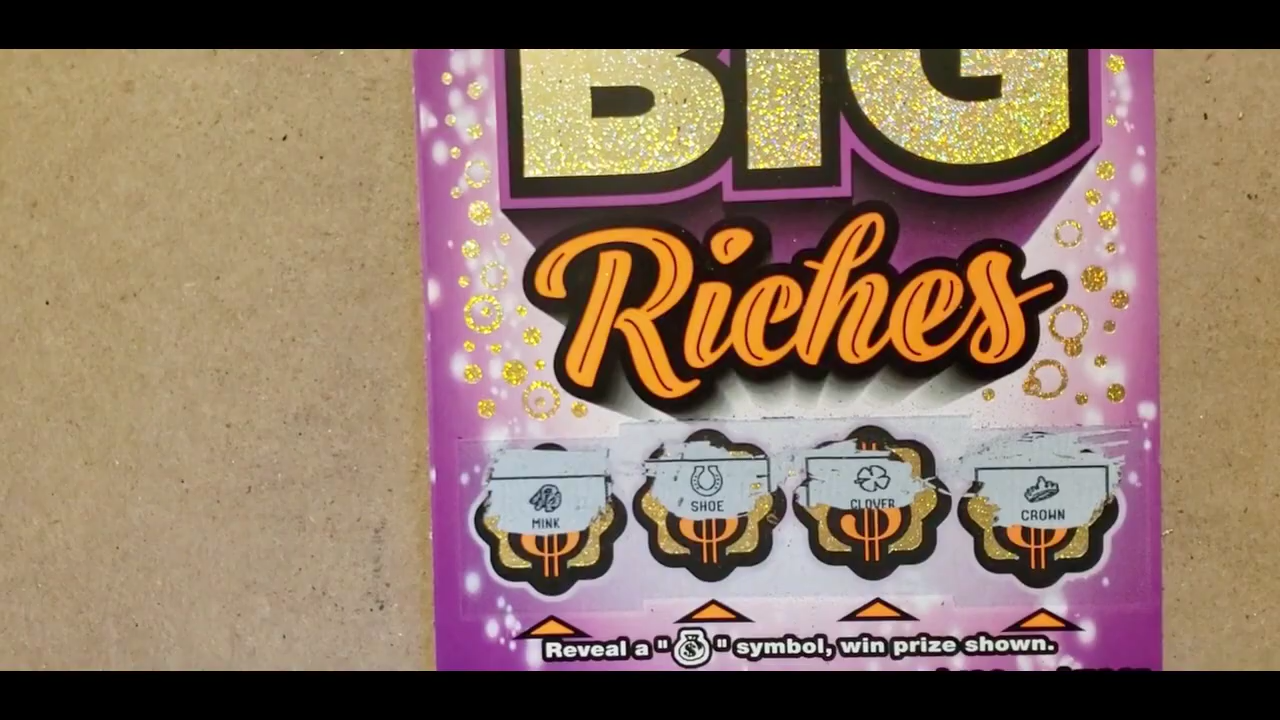 BIG
Riches
MINK
SHOE
CLOVER
CROWN
Reveal a " " symbol, win prize shown.